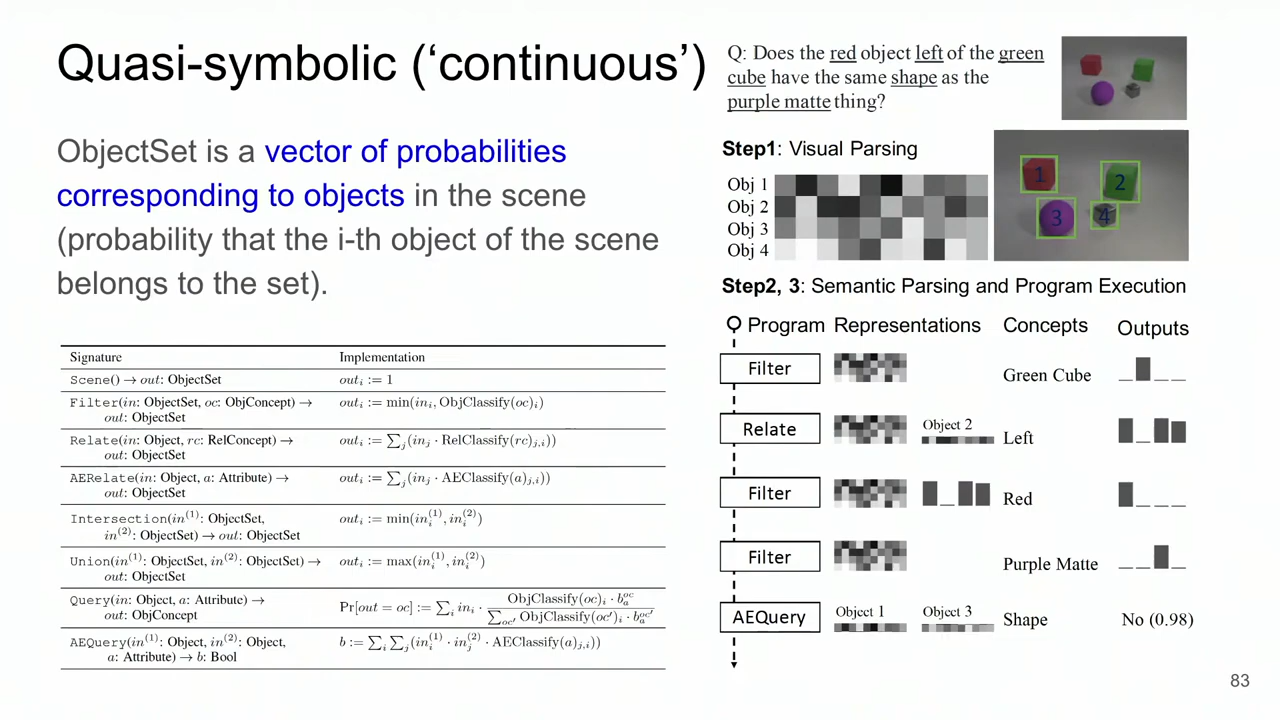 Quasi-symbolic (‘continuous’)
ObjectSet is a vector of probabilities
corresponding to objects in the scene
(probability that the i-th object of the scene
belongs to the set).
Signature Implementation
Scene() → out: ObjectSet out_i := 1
Filter(in: ObjectSet, oc: ObjConcept) → out_i := min(in_i, ObjClassify(oc)_i)
out: ObjectSet
Relate(in: Object, rc: RelConcept) → out_i := ∑_j(in_j · RelClassify(rc)_{j,i}))
out: ObjectSet
AERelate(in: Object, a: Attribute) → out_i := ∑_j(in_j · AEClassify(a)_{j,i}))
out: ObjectSet
Intersection(in^(1): ObjectSet, out_i := min(in_i^(1), in_i^(2))
in^(2): ObjectSet) → out: ObjectSet
Union(in^(1): ObjectSet, in^(2): ObjectSet) → out_i := max(in_i^(1), in_i^(2))
out: ObjectSet
Query(in: Object, a: Attribute) → Pr[out = oc] := ∑_i in_i · ObjClassify(oc)_i · b_a^oc / ∑_{oc'} ObjClassify(oc')_i · b_a^{oc'}
out: ObjConcept
AEQuery(in^(1): Object, in^(2): Object, b := ∑_i ∑_j(in_i^(1) · in_j^(2) · AEClassify(a)_{j,i}))
a: Attribute) → b: Bool
Q: Does the red object left of the green
cube have the same shape as the
purple matte thing?
Step1: Visual Parsing
Obj 1
Obj 2
Obj 3
Obj 4
1
2
3
4
Step2, 3: Semantic Parsing and Program Execution
Program Representations Concepts Outputs
Filter Green Cube
Relate Object 2 Left
Filter Red
Filter Purple Matte
AEQuery Object 1 Object 3 Shape No (0.98)
83